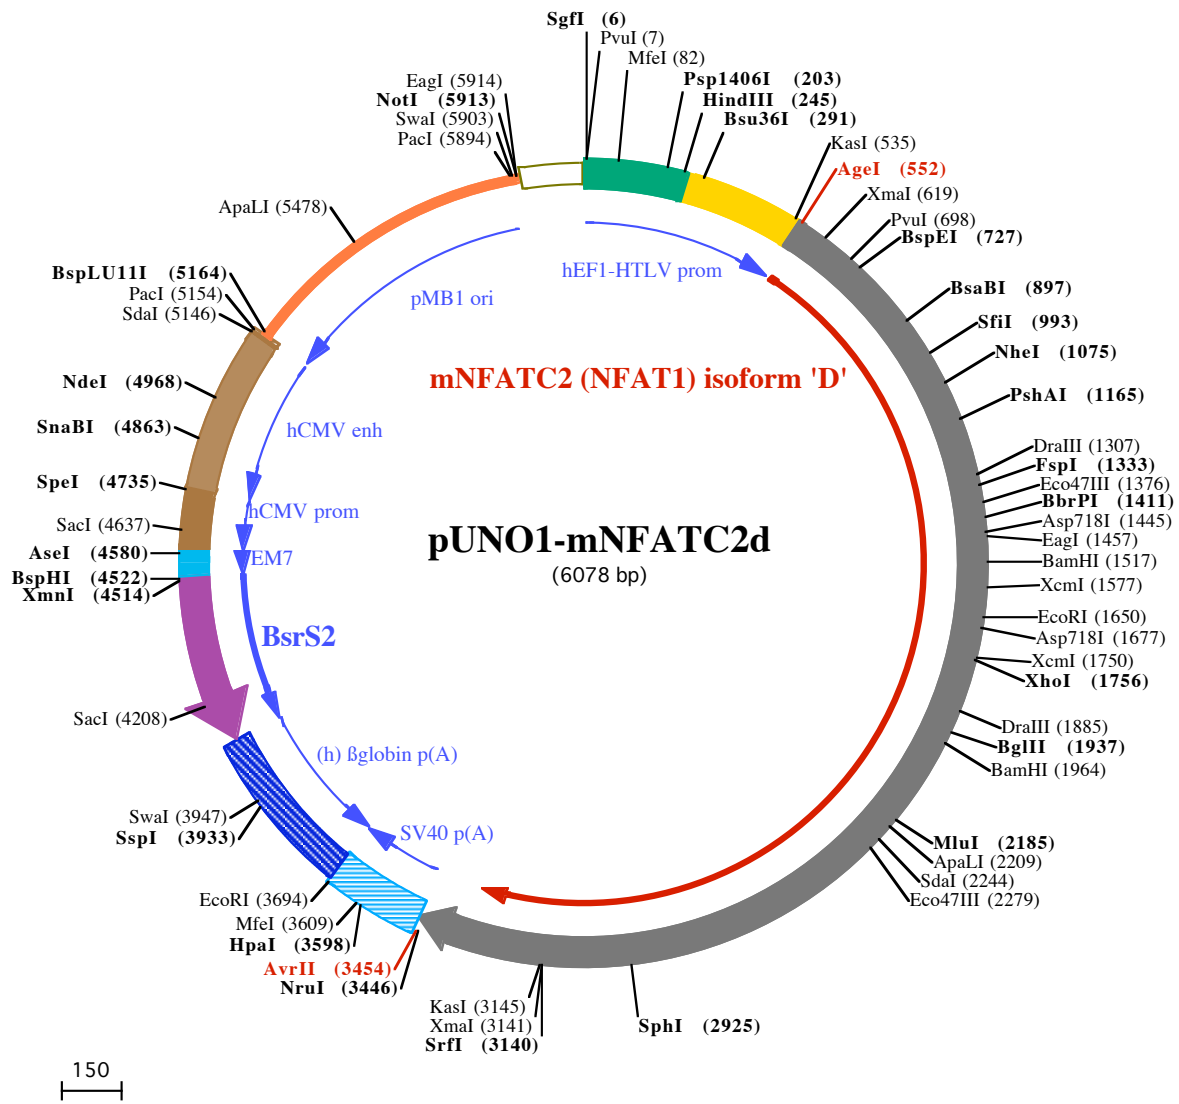 SgfI (6)
PvuI (7)
MfeI (82)
Psp1406I (203)
HindIII (245)
Bsu36I (291)
KasI (535)
AgeI (552)
XmaI (619)
PvuI (698)
BspEI (727)
BsaBI (897)
SfiI (993)
NheI (1075)
PshAI (1165)
DraIII (1307)
FspI (1333)
Eco47III (1376)
BbrPI (1411)
Asp718I (1445)
EagI (1457)
BamHI (1517)
XcmI (1577)
EcoRI (1650)
Asp718I (1677)
XcmI (1750)
XhoI (1756)
DraIII (1885)
BglII (1937)
BamHI (1964)
MluI (2185)
ApaLI (2209)
SdaI (2244)
Eco47III (2279)
SphI (2925)
KasI (3145)
XmaI (3141)
SrfI (3140)
EcoRI (3694)
MfeI (3609)
HpaI (3598)
AvrII (3454)
NruI (3446)
SwaI (3947)
SspI (3933)
SacI (4208)
AseI (4580)
BspHI (4522)
XmnI (4514)
SacI (4637)
SpeI (4735)
SnaBI (4863)
NdeI (4968)
BspLU11I (5164)
PacI (5154)
SdaI (5146)
ApaLI (5478)
EagI (5914)
NotI (5913)
SwaI (5903)
PacI (5894)
hEF1-HTLV prom
pMB1 ori
mNFATC2 (NFAT1) isoform 'D'
hCMV enh
hCMV prom
EM7
pUNO1-mNFATC2d
(6078 bp)
BsrS2
(h) ßglobin p(A)
SV40 p(A)
150